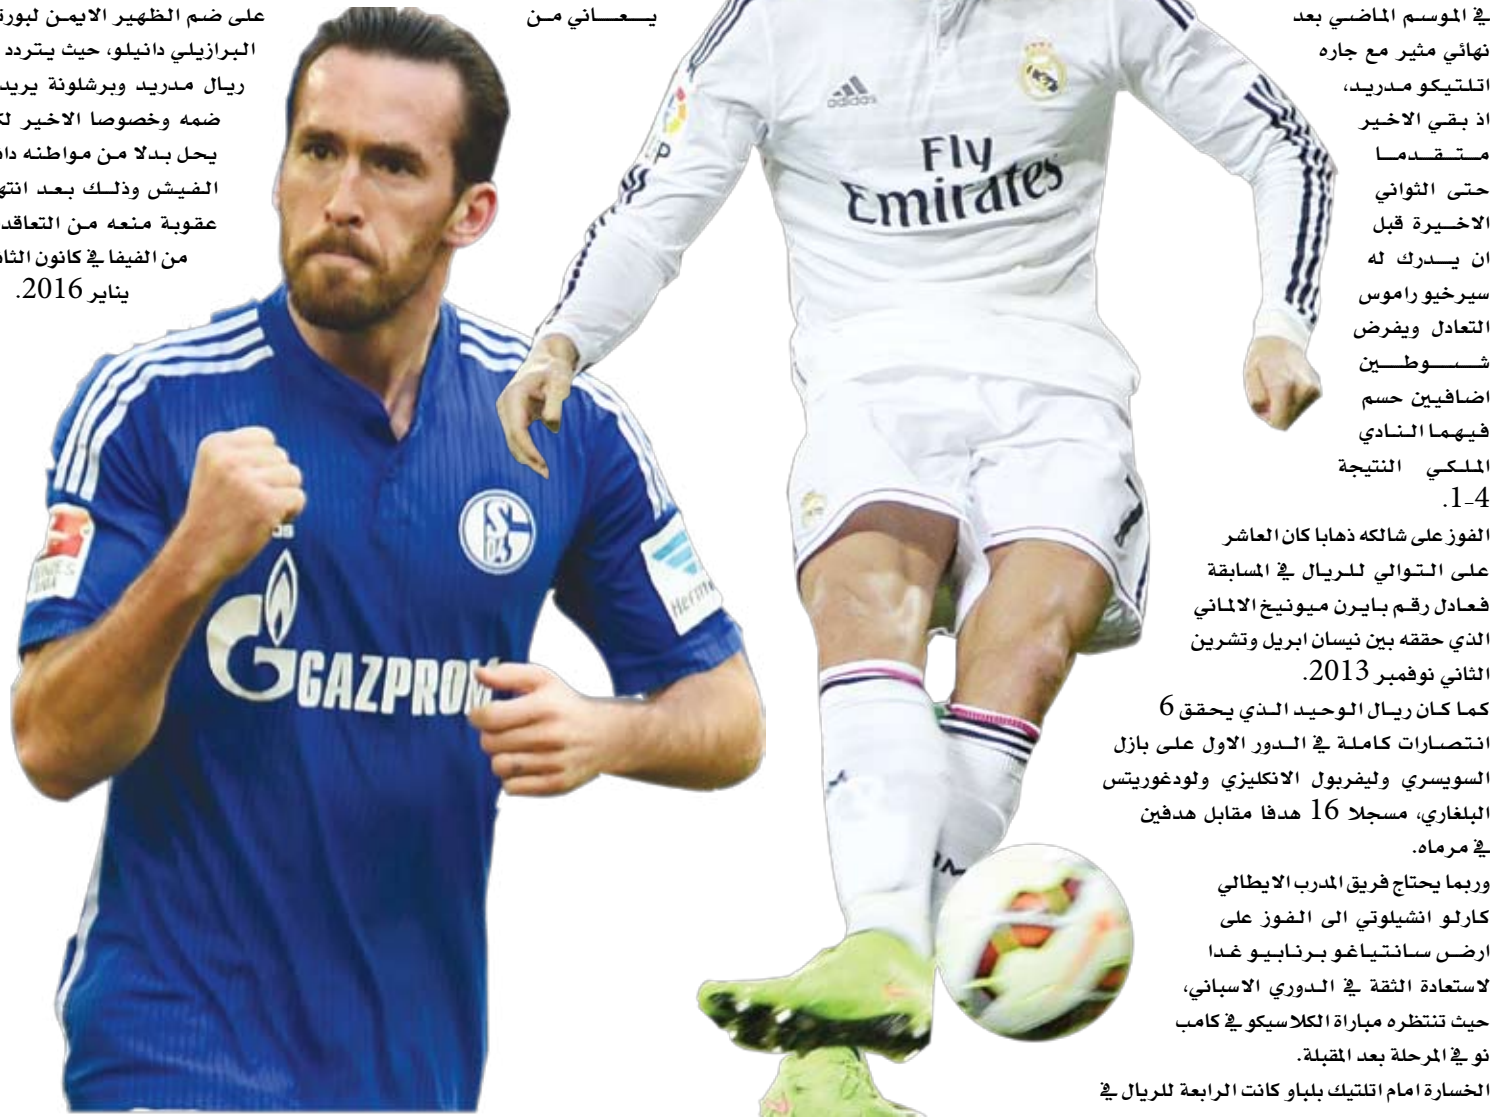 في الموسم الماضي بعد
نهائي مثير مع جاره
اتلتيكو مدريد،
اذ بقي الاخير
متقدما
حتى الثواني
الاخيرة قبل
ان يدرك له
سيرخيو راموس
التعادل ويفرض
شوطين
اضافيين حسم
فيهما النادي
الملكي النتيجة
4-1.
الفوز على شالكه ذهابا كان العاشر
على التوالي للريال في المسابقة
فعادل رقم بايرن ميونيخ الالماني
الذي حققه بين نيسان ابريل وتشرين
الثاني نوفمبر 2013.
كما كان ريال الوحيد الذي يحقق 6
انتصارات كاملة في الدور الاول على بازل
السويسري وليفربول الانكليزي ولودغوريتس
البلغاري، مسجلا 16 هدفا مقابل هدفين
في مرماه.
وربما يحتاج فريق المدرب الايطالي
كارلو انشيلوتي الى الفوز على
ارض سانتياغو برنابيو غدا
لاستعادة الثقة في الدوري الاسباني،
حيث تنتظره مباراة الكلاسيكو في كامب
نو في المرحلة بعد المقبلة.
الخسارة امام اتلتيك بلباو كانت الرابعة للريال في
يعاني من
على ضم الظهير الايمن
البرازيلي دانيلو، حيث يتردد
ريال مدريد وبرشلونة
ضمه وخصوصا الاخير
يحل بدلا من مواطنه
الفيش وذلك بعد
عقوبة منعه من
من الفيفا في كانون
يناير 2016.
adidas
Fly
Emirates
GAZPROM